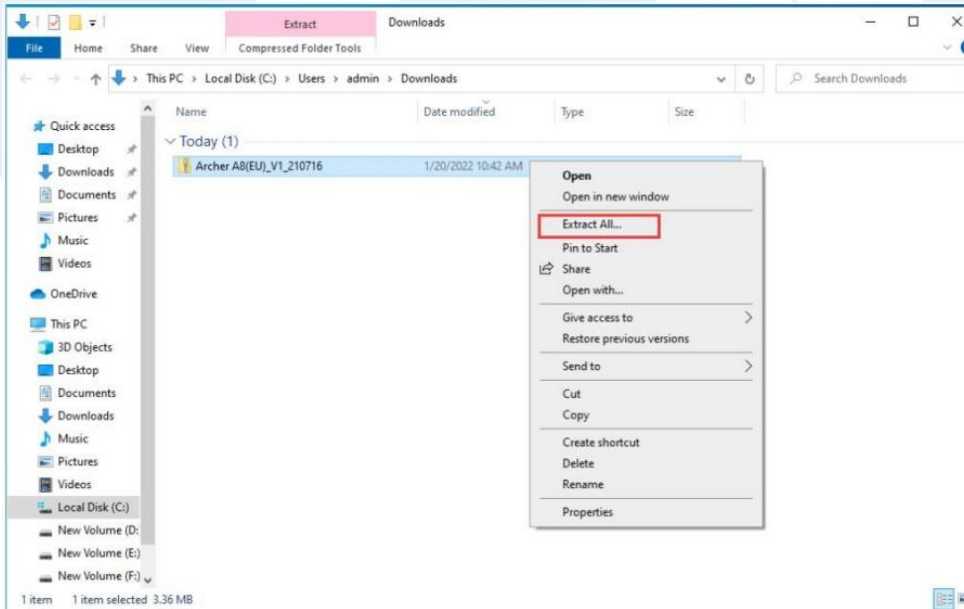 Extract Downloads
File Home Share View Compressed Folder Tools
This PC > Local Disk (C:) > Users > admin > Downloads Search Downloads
Name Date modified Type Size
Quick access
Today (1)
Desktop
Archer A8(EU)_V1_210716 1/20/2022 10:42 AM
Downloads
Documents
Pictures
Music
Videos
OneDrive
This PC
3D Objects
Desktop
Documents
Downloads
Music
Pictures
Videos
Local Disk (C:)
New Volume (D:
New Volume (E:)
New Volume (F:)
Open
Open in new window
Extract All...
Pin to Start
Share
Open with...
Give access to
Restore previous versions
Send to
Cut
Copy
Create shortcut
Delete
Rename
Properties
1 item 1 item selected 3.36 MB